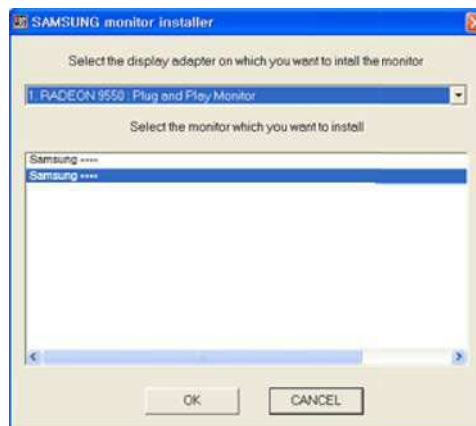 SAMSUNG monitor installer
Select the display adapter on which you want to intall the monitor
1. RADEON 9550 : Plug and Play Monitor
Select the monitor which you want to install
Samsung ----
Samsung ----
OK
CANCEL